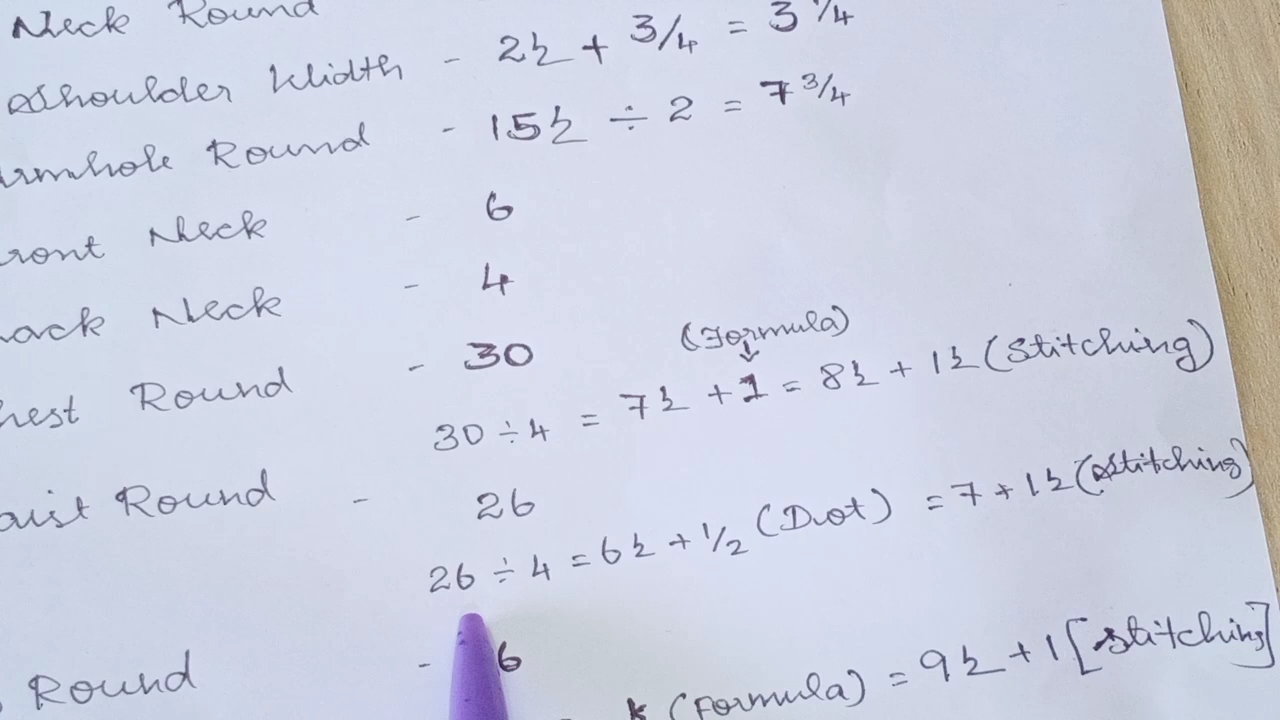 Neck Round
Shoulder Width - 2½ + 3/4 = 3 1/4
rmhole Round - 15½ ÷ 2 = 7 3/4
ront Neck - 6
ack Neck - 4
hest Round - 30
(Formula)
30 ÷ 4 = 7½ + 1 = 8½ + 1½ (Stitching)
aist Round - 26
26 ÷ 4 = 6½ + 1/2 (Dot) = 7 + 1½ (Stitching)
Round - 6
(Formula) = 9½ + 1 [Stitching]